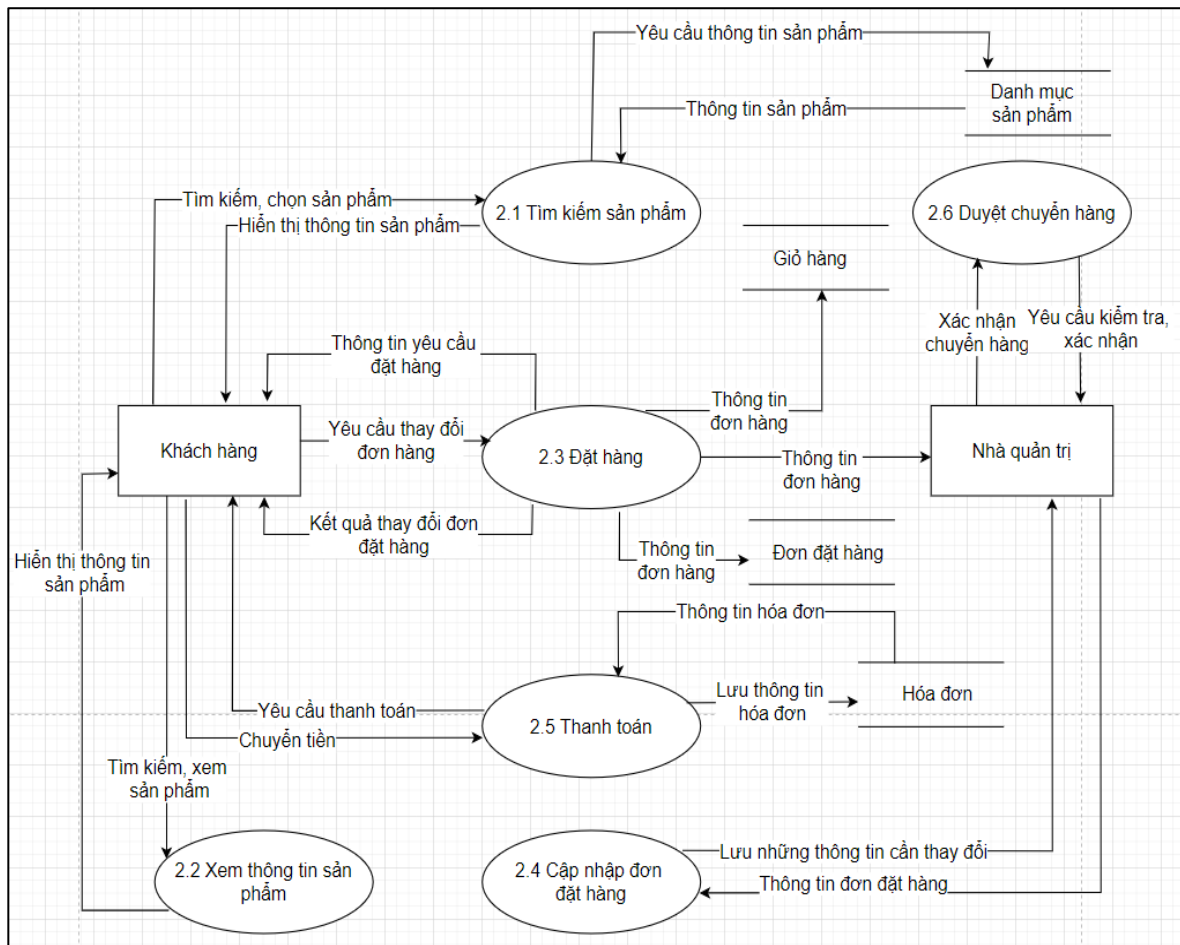 Yêu cầu thông tin sản phẩm
Danh mục
sản phẩm
Thông tin sản phẩm
Tìm kiếm, chọn sản phẩm
Hiển thị thông tin sản phẩm
2.1 Tìm kiếm sản phẩm
2.6 Duyệt chuyển hàng
Giỏ hàng
Xác nhận
chuyển hàng
Yêu cầu kiểm tra,
xác nhận
Thông tin yêu cầu
đặt hàng
Thông tin
đơn hàng
Khách hàng
Yêu cầu thay đổi
đơn hàng
2.3 Đặt hàng
Thông tin
đơn hàng
Nhà quản trị
Kết quả thay đổi đơn
đặt hàng
Hiển thị thông tin
sản phẩm
Thông tin
đơn hàng
Đơn đặt hàng
Thông tin hóa đơn
Yêu cầu thanh toán
Chuyển tiền
2.5 Thanh toán
Lưu thông tin
hóa đơn
Hóa đơn
Tìm kiếm, xem
sản phẩm
2.2 Xem thông tin sản
phẩm
2.4 Cập nhập đơn
đặt hàng
Lưu những thông tin cần thay đổi
Thông tin đơn đặt hàng